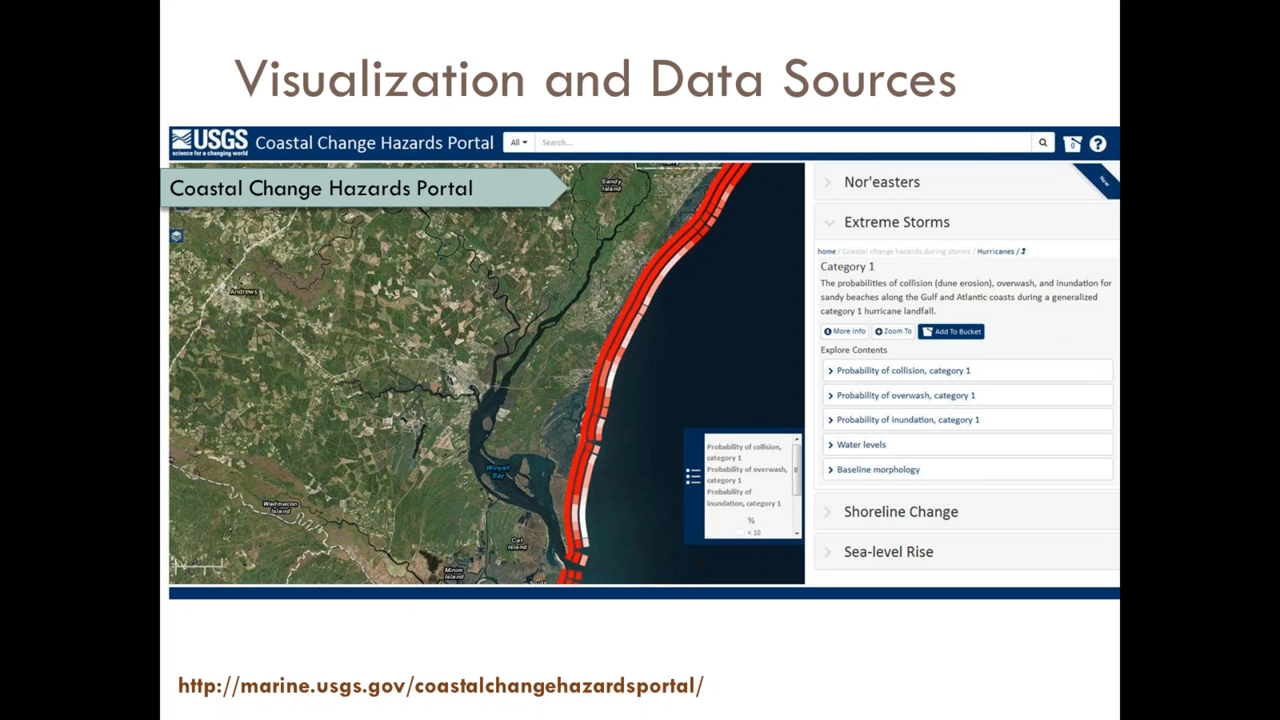 Visualization and Data Sources
USGS
science for a changing world
Coastal Change Hazards Portal
All
Search...
0
?
Coastal Change Hazards Portal
Sandy
Island
Andrews
Winyah
Bay
Wadmacon
Island
Cat
Island
Minim
Island
South
Probability of collision,
category 1
Probability of overwash,
category 1
Probability of
inundation, category 1
%
< 10
Nor'easters
New
Extreme Storms
home / Coastal change hazards during storms / Hurricanes /
Category 1
The probabilities of collision (dune erosion), overwash, and inundation for
sandy beaches along the Gulf and Atlantic coasts during a generalized
category 1 hurricane landfall.
More Info
Zoom To
Add To Bucket
Explore Contents
Probability of collision, category 1
Probability of overwash, category 1
Probability of inundation, category 1
Water levels
Baseline morphology
Shoreline Change
Sea-level Rise
http://marine.usgs.gov/coastalchangehazardsportal/